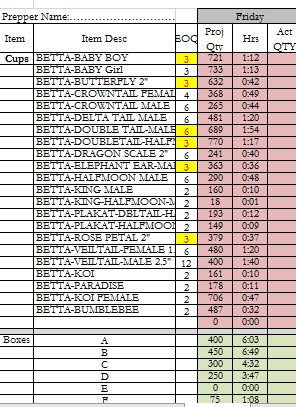 Prepper Name:............................ Friday
Item Item Desc EOQ Proj Qty Hrs Act QTY
Cups BETTA-BABY BOY 3 721 1:12
BETTA-BABY Girl 3 733 1:13
BETTA-BUTTERFLY 2" 3 632 0:42
BETTA-CROWNTAIL FEMAL 4 368 0:49
BETTA-CROWNTAIL MALE 6 265 0:44
BETTA-DELTA TAIL MALE 6 481 1:20
BETTA-DOUBLE TAIL-MALE 6 689 1:54
BETTA-DOUBLETAIL-HALF 3 770 1:17
BETTA-DRAGON SCALE 2" 6 241 0:40
BETTA-ELEPHANT EAR-MA 3 363 0:36
BETTA-HALFMOON MALE 6 290 0:48
BETTA-KING MALE 2 160 0:10
BETTA-KING-HALFMOON-M 2 18 0:01
BETTA-PLAKAT-DBLTAIL-H 2 193 0:12
BETTA-PLAKAT-HALFMOON 2 149 0:09
BETTA-ROSE PETAL 2" 3 379 0:37
BETTA-VEILTAIL-FEMALE 1. 6 480 1:20
BETTA-VEILTAIL-MALE 2.5" 12 400 1:40
BETTA-KOI 2 161 0:10
BETTA-PARADISE 2 178 0:11
BETTA-KOI FEMALE 2 706 0:47
BETTA-BUMBLEBEE 2 487 0:32
0 0:00
Boxes A 400 6:03
B 450 6:49
C 300 4:32
D 250 3:47
E 0 0:00
F 75 1:08